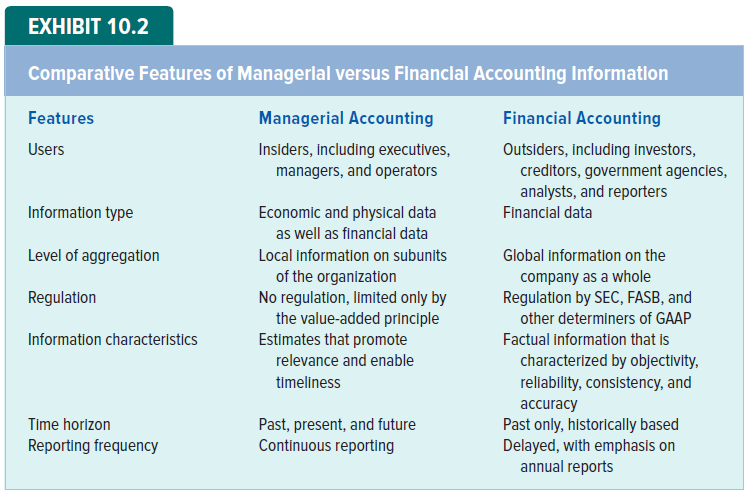 EXHIBIT 10.2
Comparative Features of Managerial versus Financial Accounting Information
Features Managerial Accounting Financial Accounting
Users Insiders, including executives, Outsiders, including investors,
managers, and operators creditors, government agencies,
analysts, and reporters
Information type Economic and physical data Financial data
as well as financial data
Level of aggregation Local information on subunits Global information on the
of the organization company as a whole
Regulation No regulation, limited only by Regulation by SEC, FASB, and
the value-added principle other determiners of GAAP
Information characteristics Estimates that promote Factual information that is
relevance and enable characterized by objectivity,
timeliness reliability, consistency, and
accuracy
Time horizon Past, present, and future Past only, historically based
Reporting frequency Continuous reporting Delayed, with emphasis on
annual reports